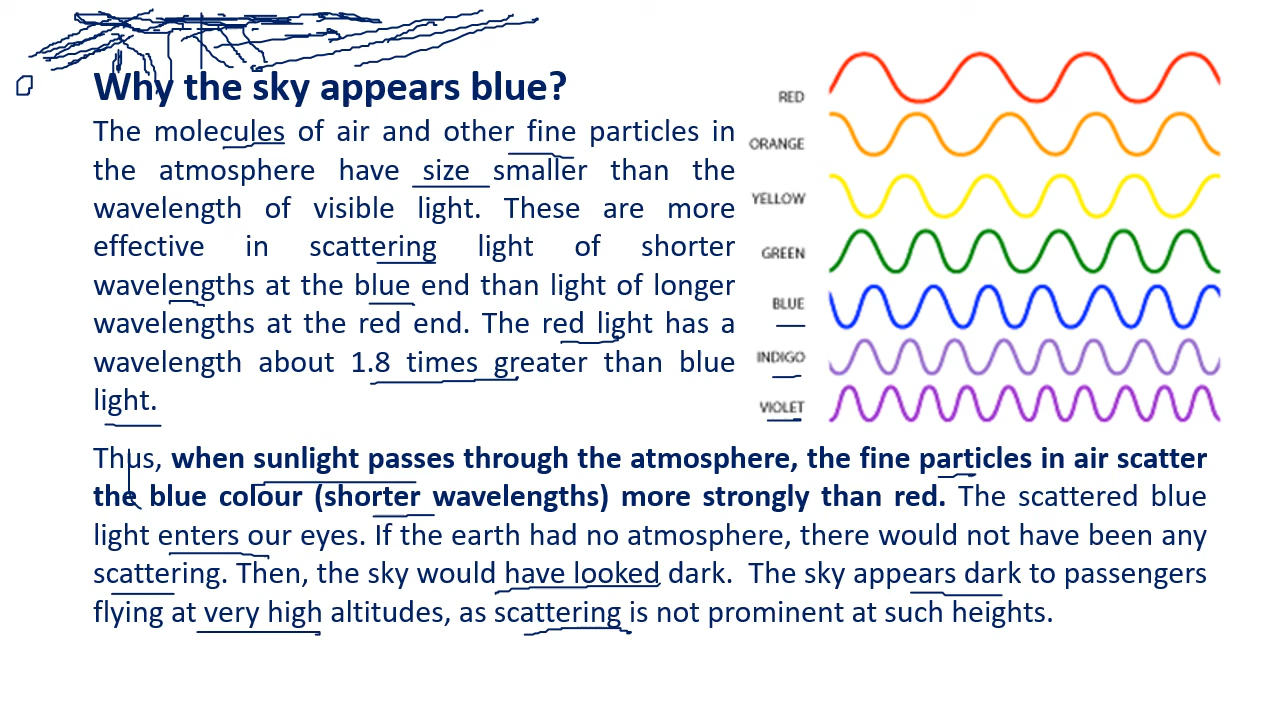 Why the sky appears blue?
The molecules of air and other fine particles in
the atmosphere have size smaller than the
wavelength of visible light. These are more
effective in scattering light of shorter
wavelengths at the blue end than light of longer
wavelengths at the red end. The red light has a
wavelength about 1.8 times greater than blue
light.
RED
ORANGE
YELLOW
GREEN
BLUE
INDIGO
VIOLET
Thus, when sunlight passes through the atmosphere, the fine particles in air scatter
the blue colour (shorter wavelengths) more strongly than red. The scattered blue
light enters our eyes. If the earth had no atmosphere, there would not have been any
scattering. Then, the sky would have looked dark. The sky appears dark to passengers
flying at very high altitudes, as scattering is not prominent at such heights.